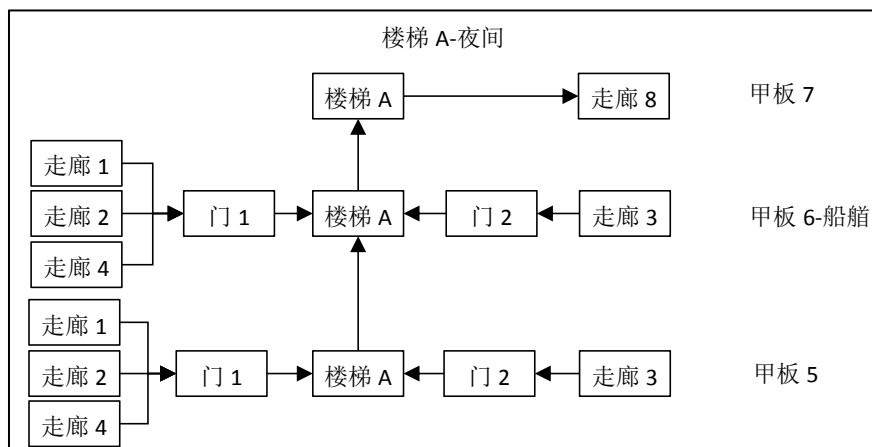 楼梯 A-夜间
楼梯 A
走廊 8
甲板 7
走廊 1
走廊 2
走廊 4
门 1
楼梯 A
门 2
走廊 3
甲板 6-船艏
走廊 1
走廊 2
走廊 4
门 1
楼梯 A
门 2
走廊 3
甲板 5